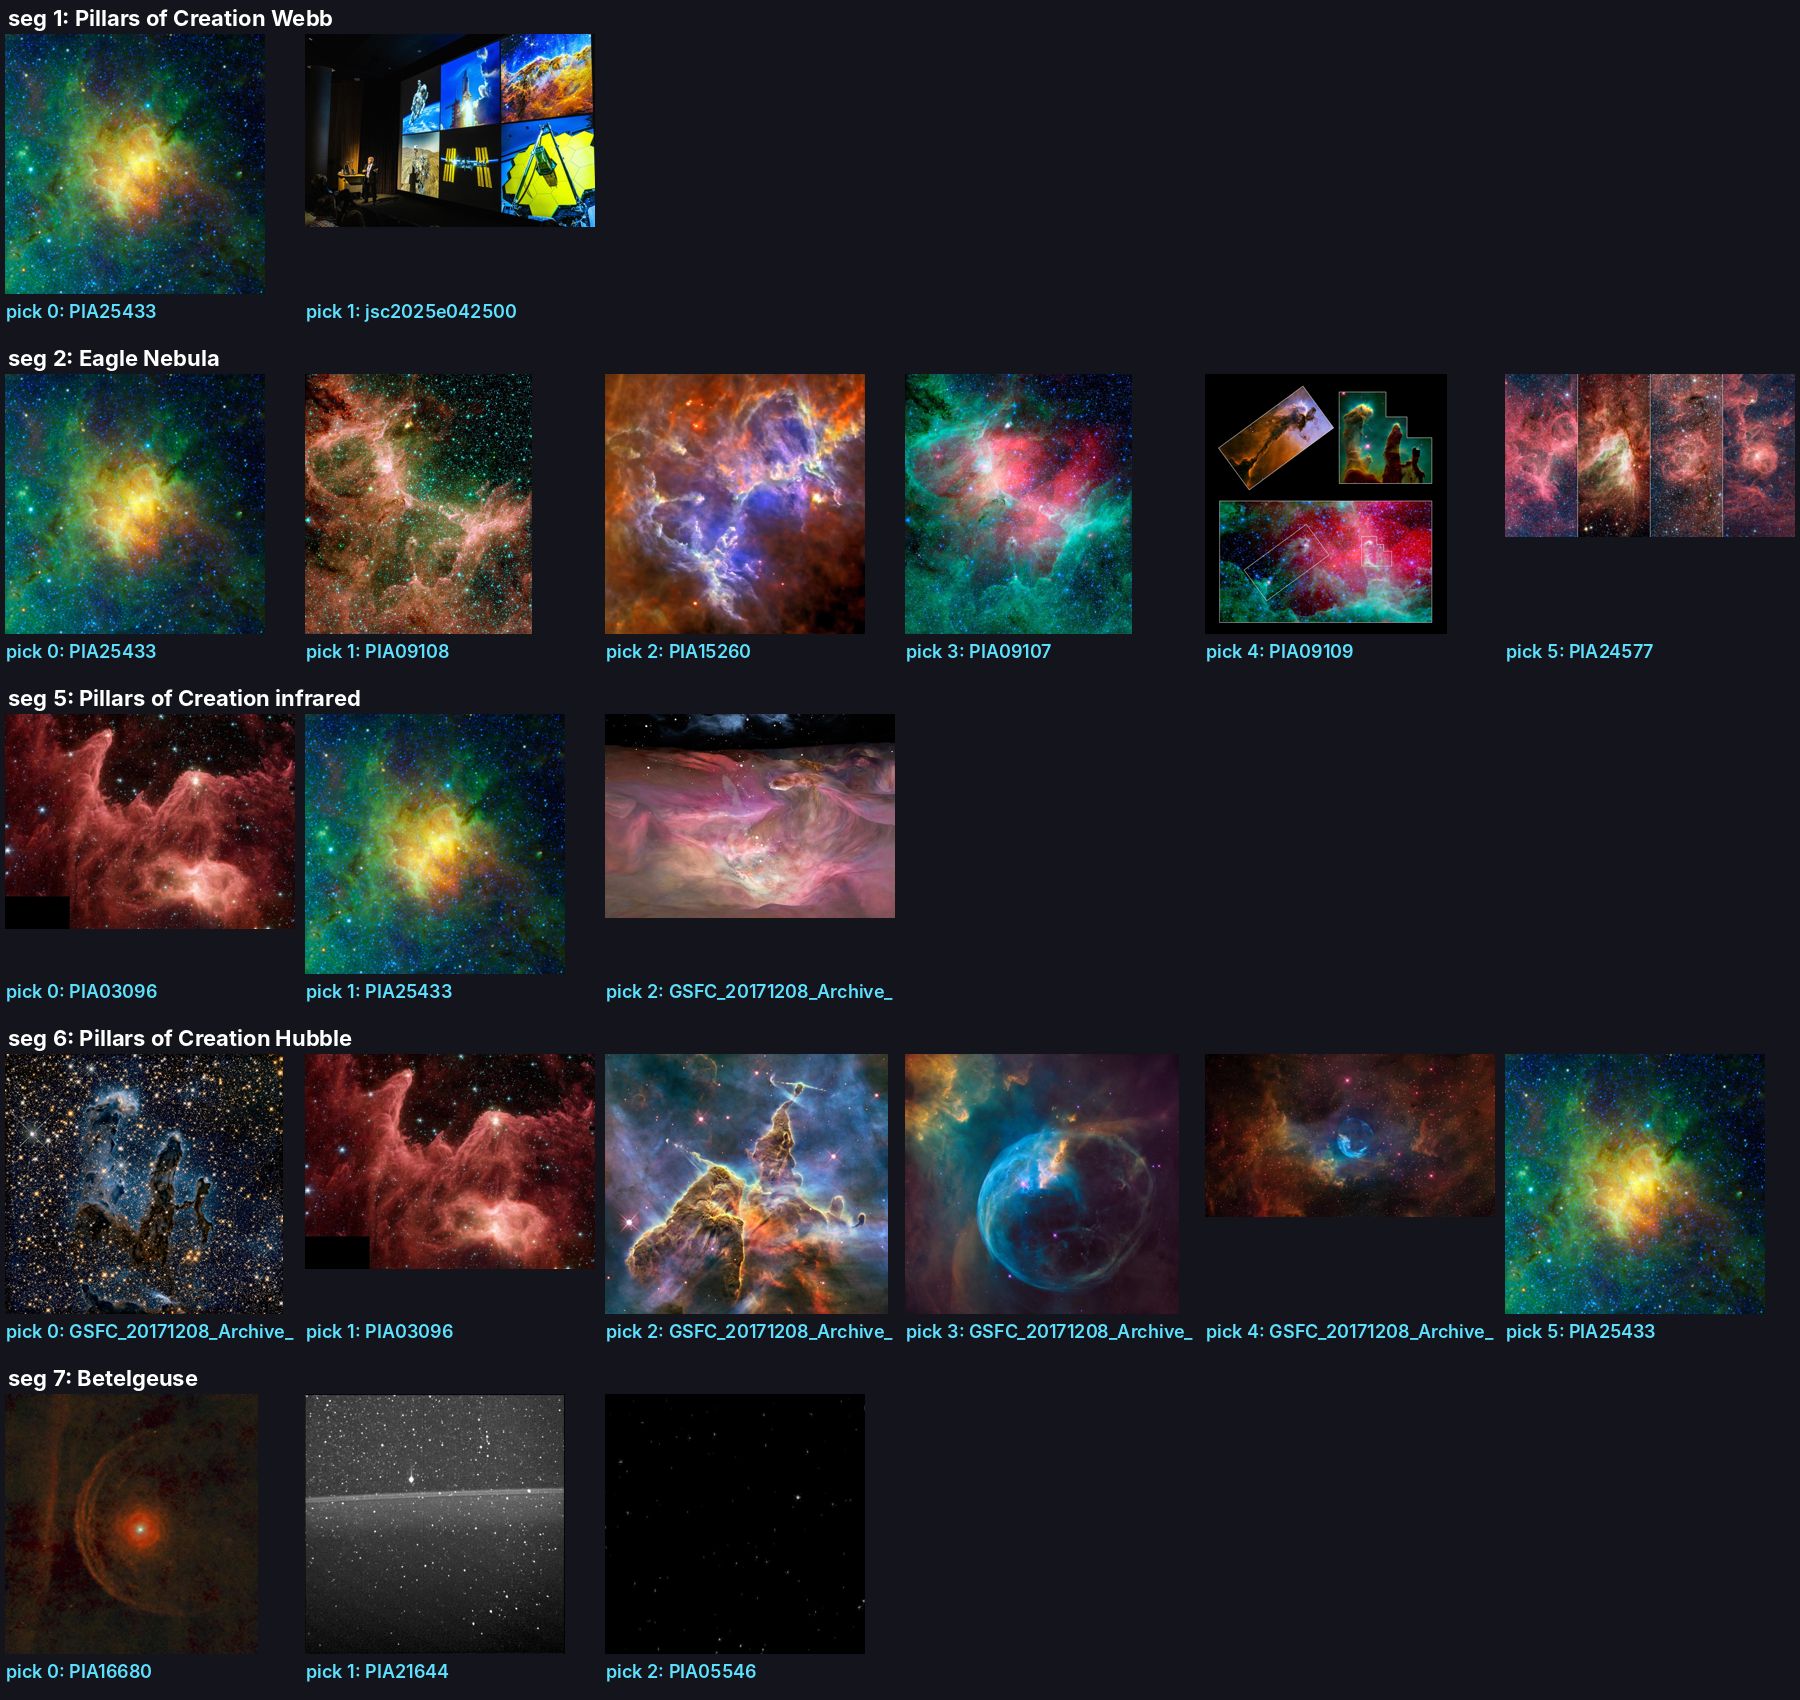 seg 1: Pillars of Creation Webb
pick 0: PIA25433
pick 1: jsc2025e042500
seg 2: Eagle Nebula
pick 0: PIA25433
pick 1: PIA09108
pick 2: PIA15260
pick 3: PIA09107
pick 4: PIA09109
pick 5: PIA24577
seg 5: Pillars of Creation infrared
pick 0: PIA03096
pick 1: PIA25433
pick 2: GSFC_20171208_Archive_
seg 6: Pillars of Creation Hubble
pick 0: GSFC_20171208_Archive_
pick 1: PIA03096
pick 2: GSFC_20171208_Archive_
pick 3: GSFC_20171208_Archive_
pick 4: GSFC_20171208_Archive_
pick 5: PIA25433
seg 7: Betelgeuse
pick 0: PIA16680
pick 1: PIA21644
pick 2: PIA05546